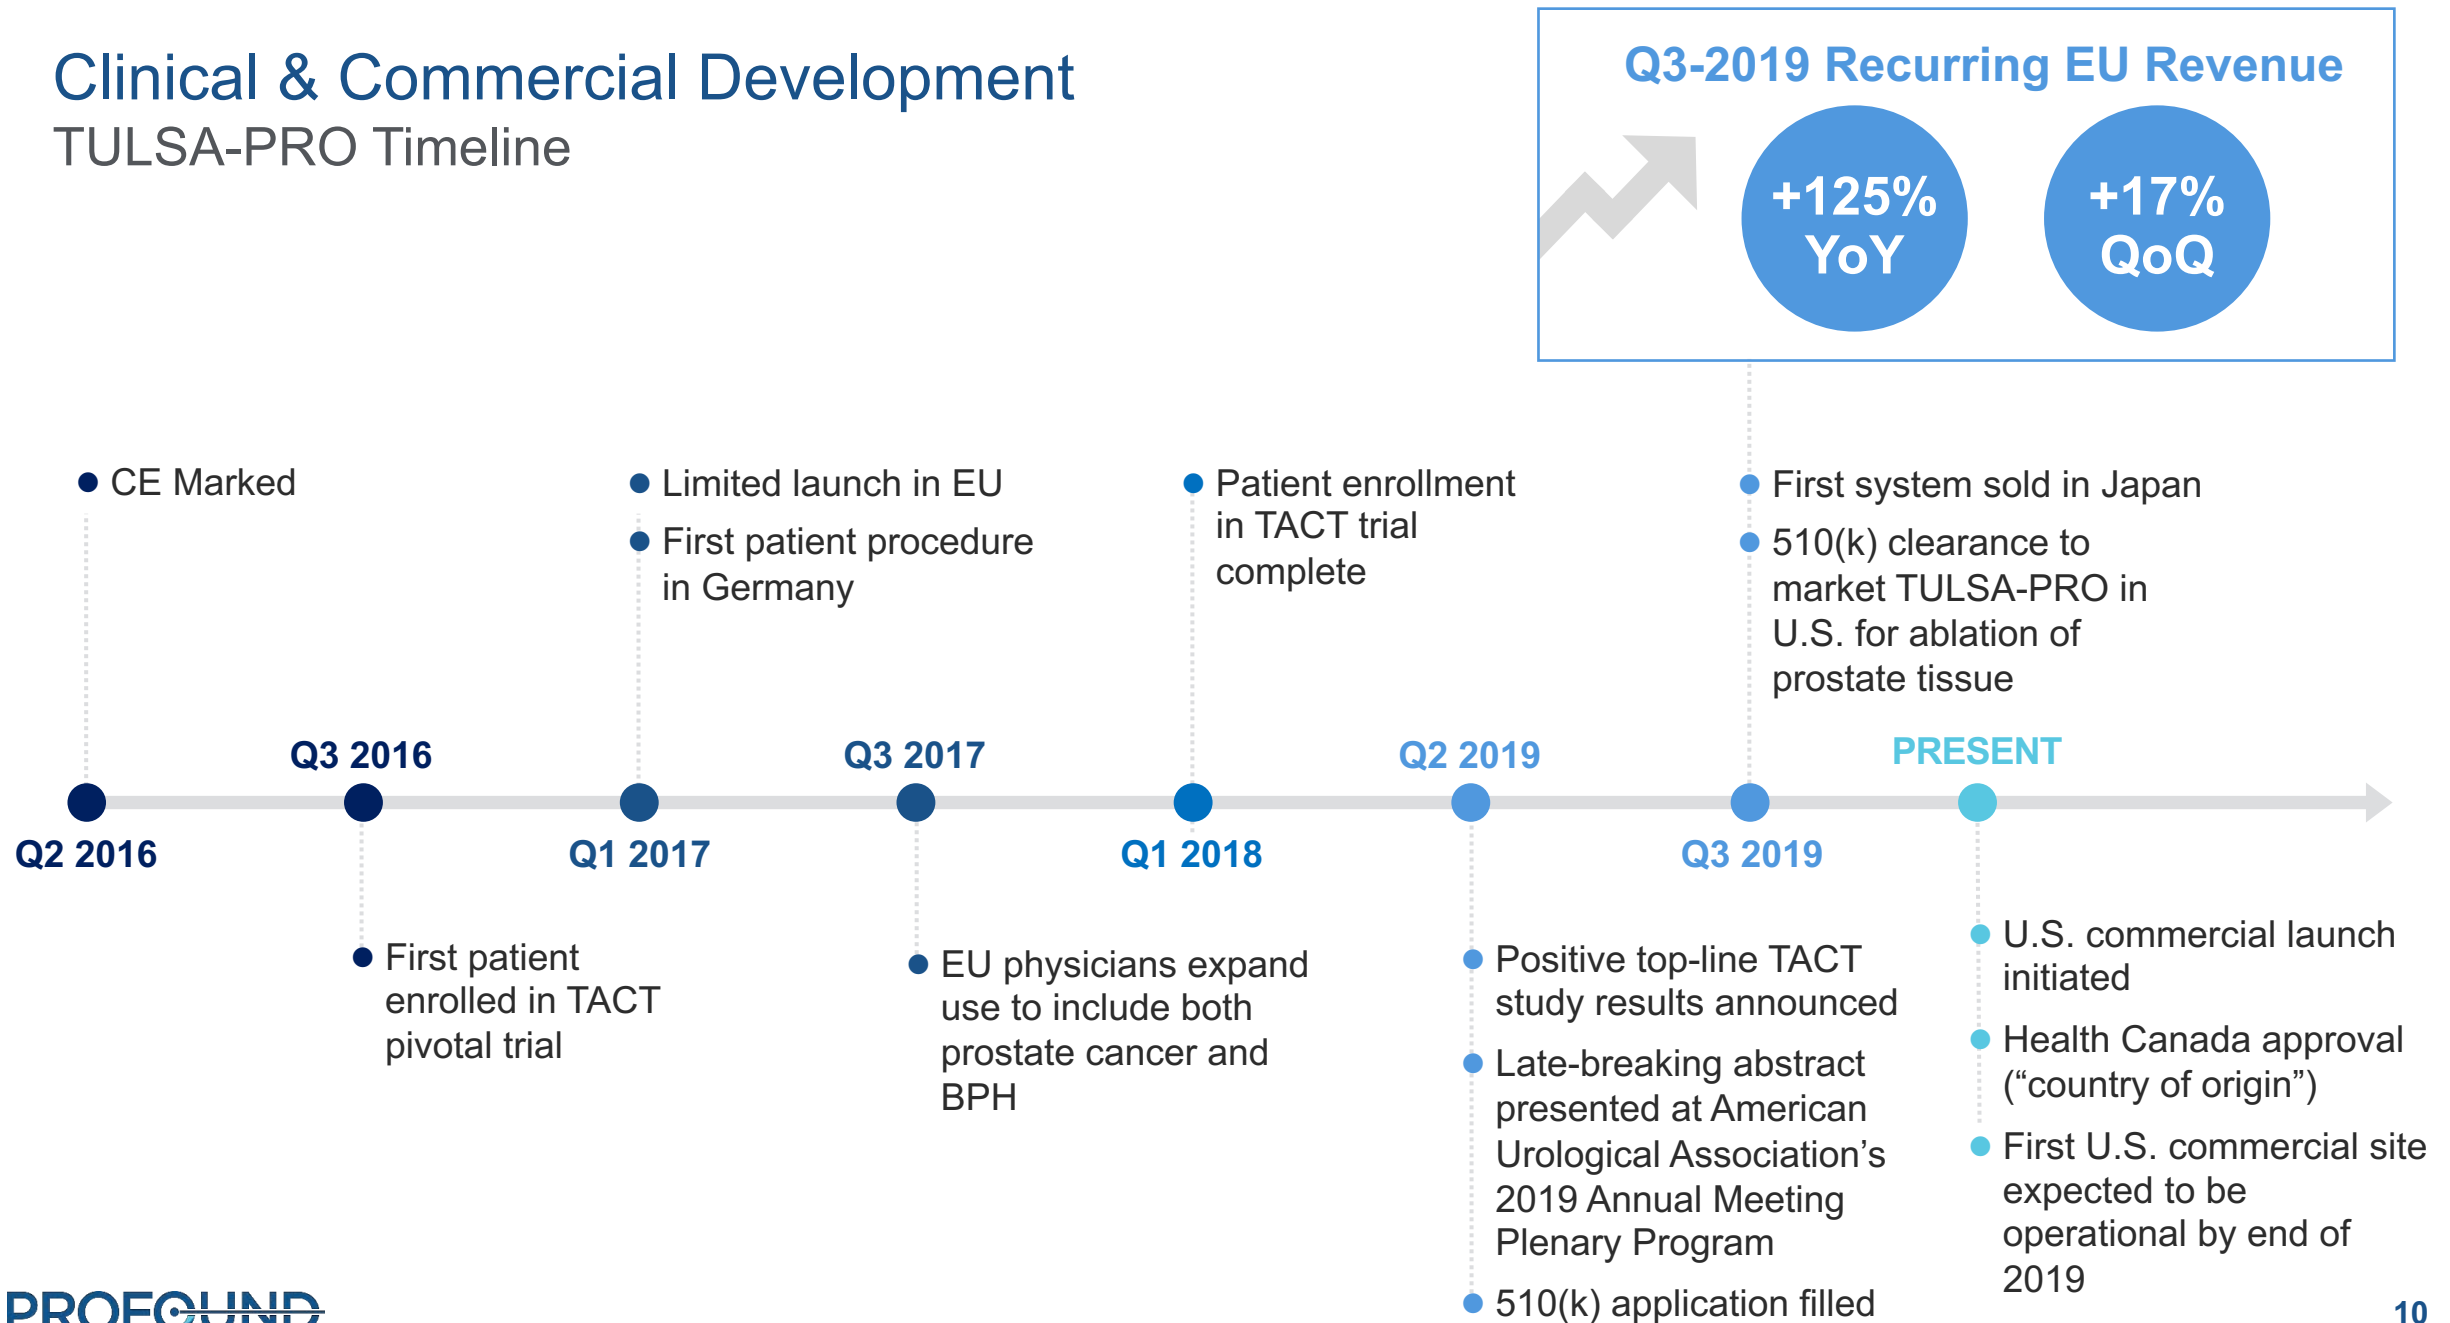 Clinical & Commercial Development
TULSA-PRO Timeline
Q3-2019 Recurring EU Revenue
+125%
YoY
+17%
QoQ
CE Marked
Limited launch in EU
First patient procedure
in Germany
Patient enrollment
in TACT trial
complete
First system sold in Japan
510(k) clearance to
market TULSA-PRO in
U.S. for ablation of
prostate tissue
Q3 2016
Q3 2017
Q2 2019
PRESENT
Q2 2016
Q1 2017
Q1 2018
Q3 2019
First patient
enrolled in TACT
pivotal trial
EU physicians expand
use to include both
prostate cancer and
BPH
Positive top-line TACT
study results announced
Late-breaking abstract
presented at American
Urological Association’s
2019 Annual Meeting
Plenary Program
510(k) application filled
U.S. commercial launch
initiated
Health Canada approval
(“country of origin”)
First U.S. commercial site
expected to be
operational by end of
2019
PROFOUND
10